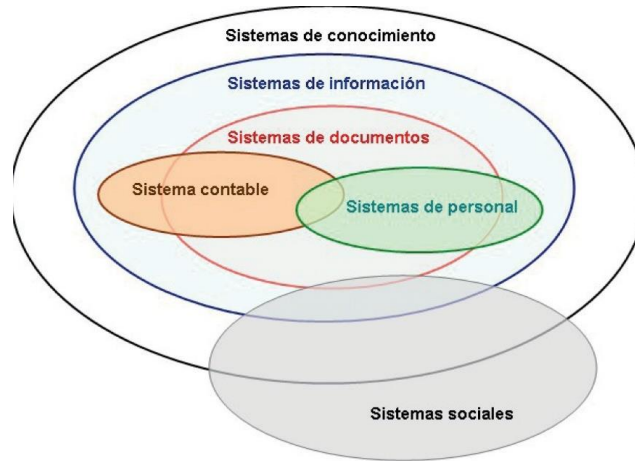 Sistemas de conocimiento
Sistemas de información
Sistemas de documentos
Sistema contable
Sistemas de personal
Sistemas sociales